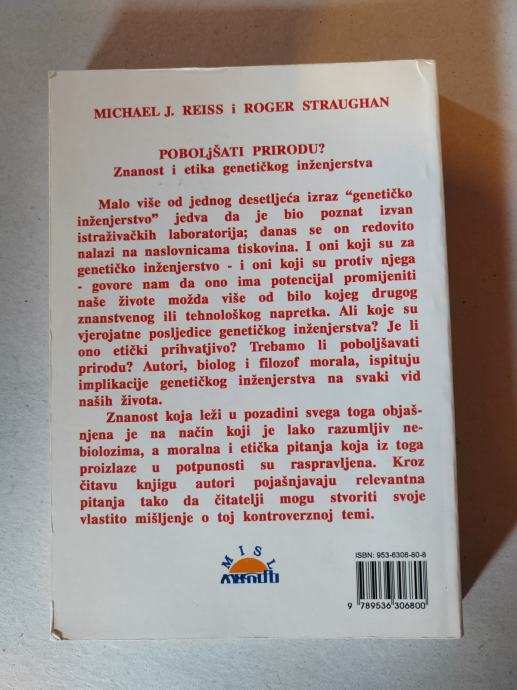 MICHAEL J. REISS i ROGER STRAUGHAN
POBOLjŠATI PRIRODU?
Znanost i etika genetičkog inženjerstva
Malo više od jednog desetljeća izraz “genetičko
inženjerstvo” jedva da je bio poznat izvan
istraživačkih laboratorija; danas se on redovito
nalazi na naslovnicama tiskovina. I oni koji su za
genetičko inženjerstvo - i oni koji su protiv njega
- govore nam da ono ima potencijal promijeniti
naše živote možda više od bilo kojeg drugog
znanstvenog ili tehnološkog napretka. Ali koje su
vjerojatne posljedice genetičkog inženjerstva? Je li
ono etički prihvatjivo? Trebamo li poboljšavati
prirodu? Autori, biolog i filozof morala, ispituju
implikacije genetičkog inženjerstva na svaki vid
naših života.
Znanost koja leži u pozadini svega toga objaš-
njena je na način koji je lako razumljiv ne-
biolozima, a moralna i etička pitanja koja iz toga
proizlaze u potpunosti su raspravljena. Kroz
čitavu knjigu autori pojašnjavaju relevantna
pitanja tako da čitatelji mogu stvoriti svoje
vlastito mišljenje o toj kontroverznoj temi.
MISL
ISBN: 953-6306-80-8
9 789536 306800